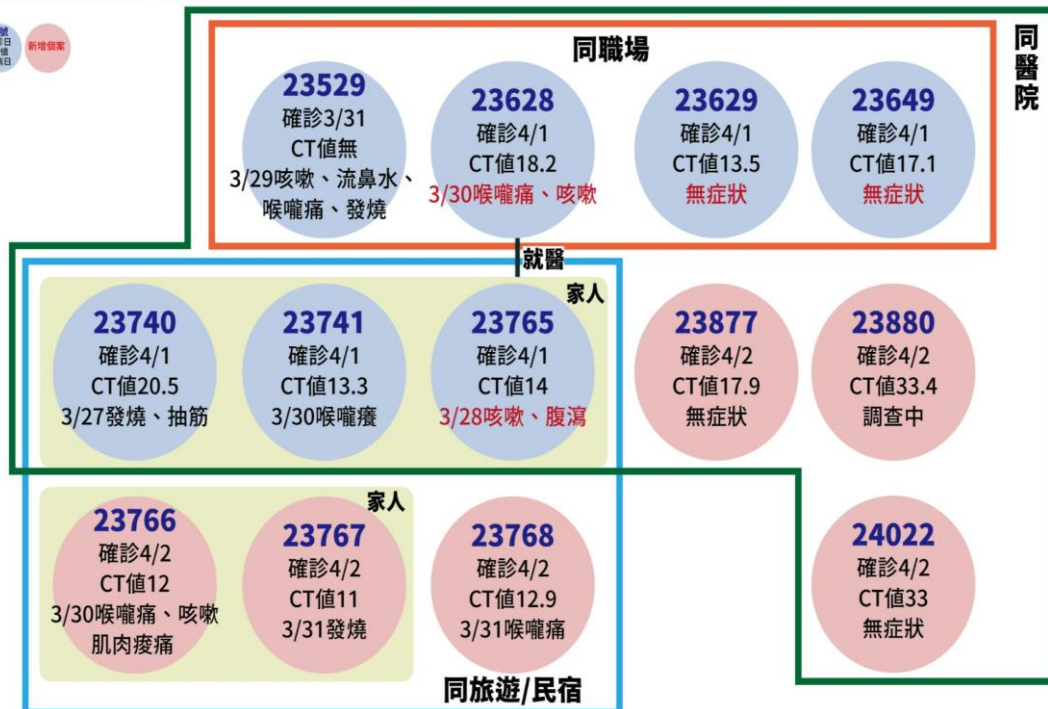 號
新增個案
同職場
同醫院
23529
確診3/31
CT值無
3/29咳嗽、流鼻水、
喉嚨痛、發燒
23628
確診4/1
CT值18.2
3/30喉嚨痛、咳嗽
23629
確診4/1
CT值13.5
無症狀
23649
確診4/1
CT值17.1
無症狀
就醫
家人
23740
確診4/1
CT值20.5
3/27發燒、抽筋
23741
確診4/1
CT值13.3
3/30喉嚨癢
23765
確診4/1
CT值14
3/28咳嗽、腹瀉
23877
確診4/2
CT值17.9
無症狀
23880
確診4/2
CT值33.4
調查中
家人
23766
確診4/2
CT值12
3/30喉嚨痛、咳嗽
肌肉痠痛
23767
確診4/2
CT值11
3/31發燒
23768
確診4/2
CT值12.9
3/31喉嚨痛
24022
確診4/2
CT值33
無症狀
同旅遊/民宿